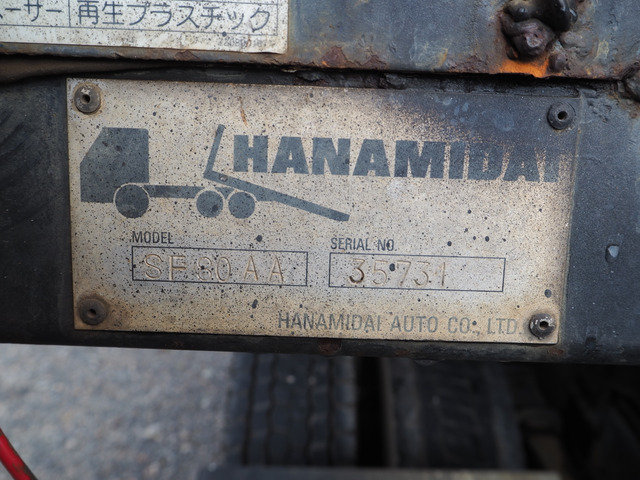 ーサー 再生プラスチック
HANAMIDAI
MODEL
SERIAL NO.
SF80AA
35731
HANAMIDAI AUTO CO., LTD.